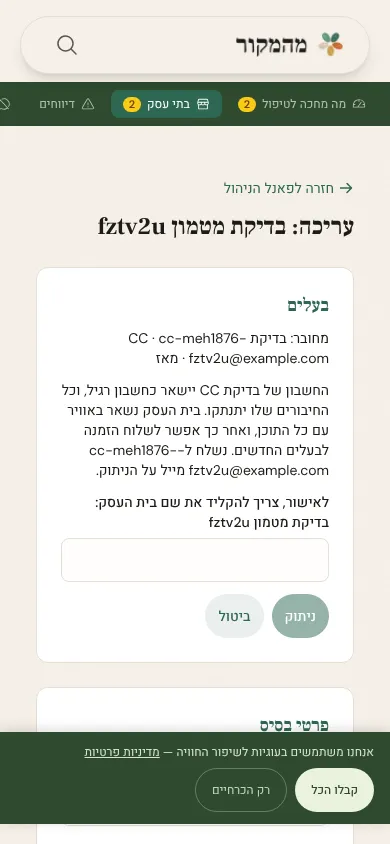 מהמקור
מה מחכה לטיפול 2
בתי עסק 2
דיווחים
חזרה לפאנל הניהול
עריכה: בדיקת מטמון fztv2u
בעלים
מחובר: בדיקת CC · cc-meh1876-
fztv2u@example.com · מאז
החשבון של בדיקת CC יישאר כחשבון רגיל, וכל
החיבורים שלו יתנתקו. בית העסק נשאר באוויר
עם כל התוכן, ואחר כך אפשר לשלוח הזמנה
לבעלים החדשים. נשלח ל-cc-meh1876-
fztv2u@example.com מייל על הניתוק.
לאישור, צריך להקליד את שם בית העסק:
בדיקת מטמון fztv2u
ניתוק
ביטול
פרטי בסיס
אנחנו משתמשים בעוגיות לשיפור החוויה — מדיניות פרטיות
קבלו הכל
רק הכרחיים